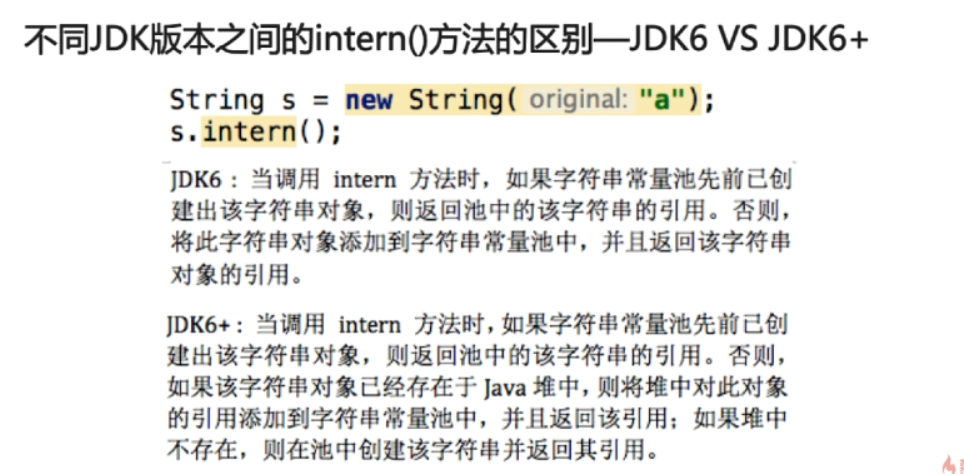 不同JDK版本之间的intern()方法的区别—JDK6 VS JDK6+
String s = new String( original: "a");
s.intern();
JDK6：当调用 intern 方法时，如果字符串常量池先前已创
建出该字符串对象，则返回池中的该字符串的引用。否则，
将此字符串对象添加到字符串常量池中，并且返回该字符串
对象的引用。
JDK6+：当调用 intern 方法时，如果字符串常量池先前已创
建出该字符串对象，则返回池中的该字符串的引用。否则，
如果该字符串对象已经存在于 Java 堆中，则将堆中对此对象
的引用添加到字符串常量池中，并且返回该引用；如果堆中
不存在，则在池中创建该字符串并返回其引用。